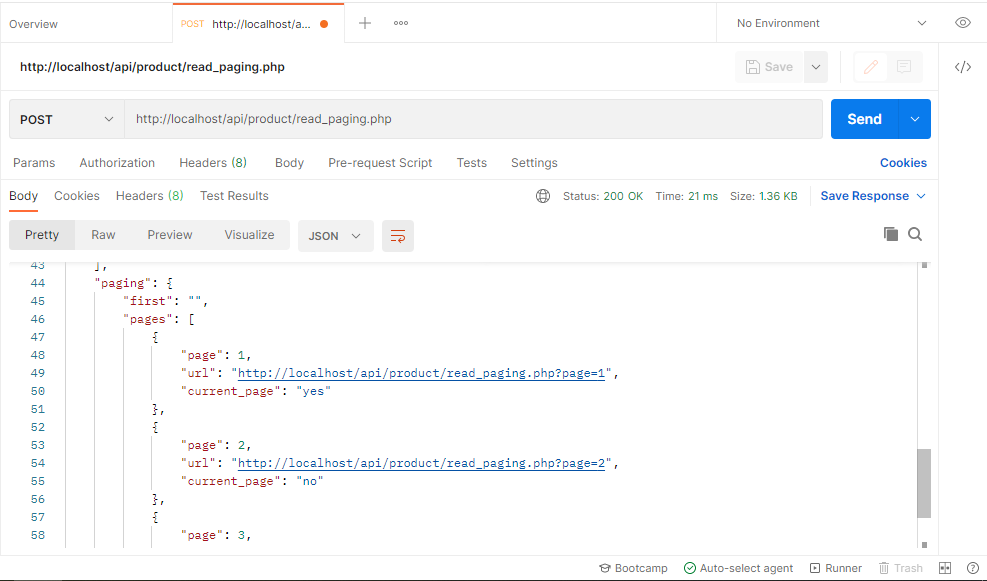 Overview
POST http://localhost/a...
No Environment
http://localhost/api/product/read_paging.php
Save
POST
http://localhost/api/product/read_paging.php
Send
Params Authorization Headers (8) Body Pre-request Script Tests Settings Cookies
Body Cookies Headers (8) Test Results Status: 200 OK Time: 21 ms Size: 1.36 KB Save Response
Pretty Raw Preview Visualize JSON
43 ],
44 "paging": {
45 "first": "",
46 "pages": [
47 {
48 "page": 1,
49 "url": "http://localhost/api/product/read_paging.php?page=1",
50 "current_page": "yes"
51 },
52 {
53 "page": 2,
54 "url": "http://localhost/api/product/read_paging.php?page=2",
55 "current_page": "no"
56 },
57 {
58 "page": 3,
Bootcamp Auto-select agent Runner Trash